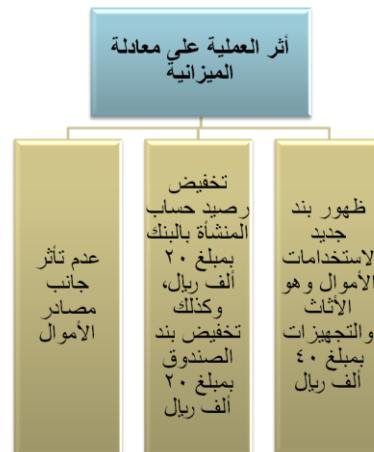 أثر العملية على معادلة
الميزانية
ظهور بند
جديد
لاستخدامات
الأموال وهو
الأثاث
والتجهيزات
بمبلغ ٤٠
ألف ريال
تخفيض
رصيد حساب
المنشأة بالبنك
بمبلغ ٢٠
ألف ريال،
وكذلك
تخفيض بند
الصندوق
بمبلغ ٢٠
ألف ريال
عدم تأثر
جانب
مصادر
الأموال